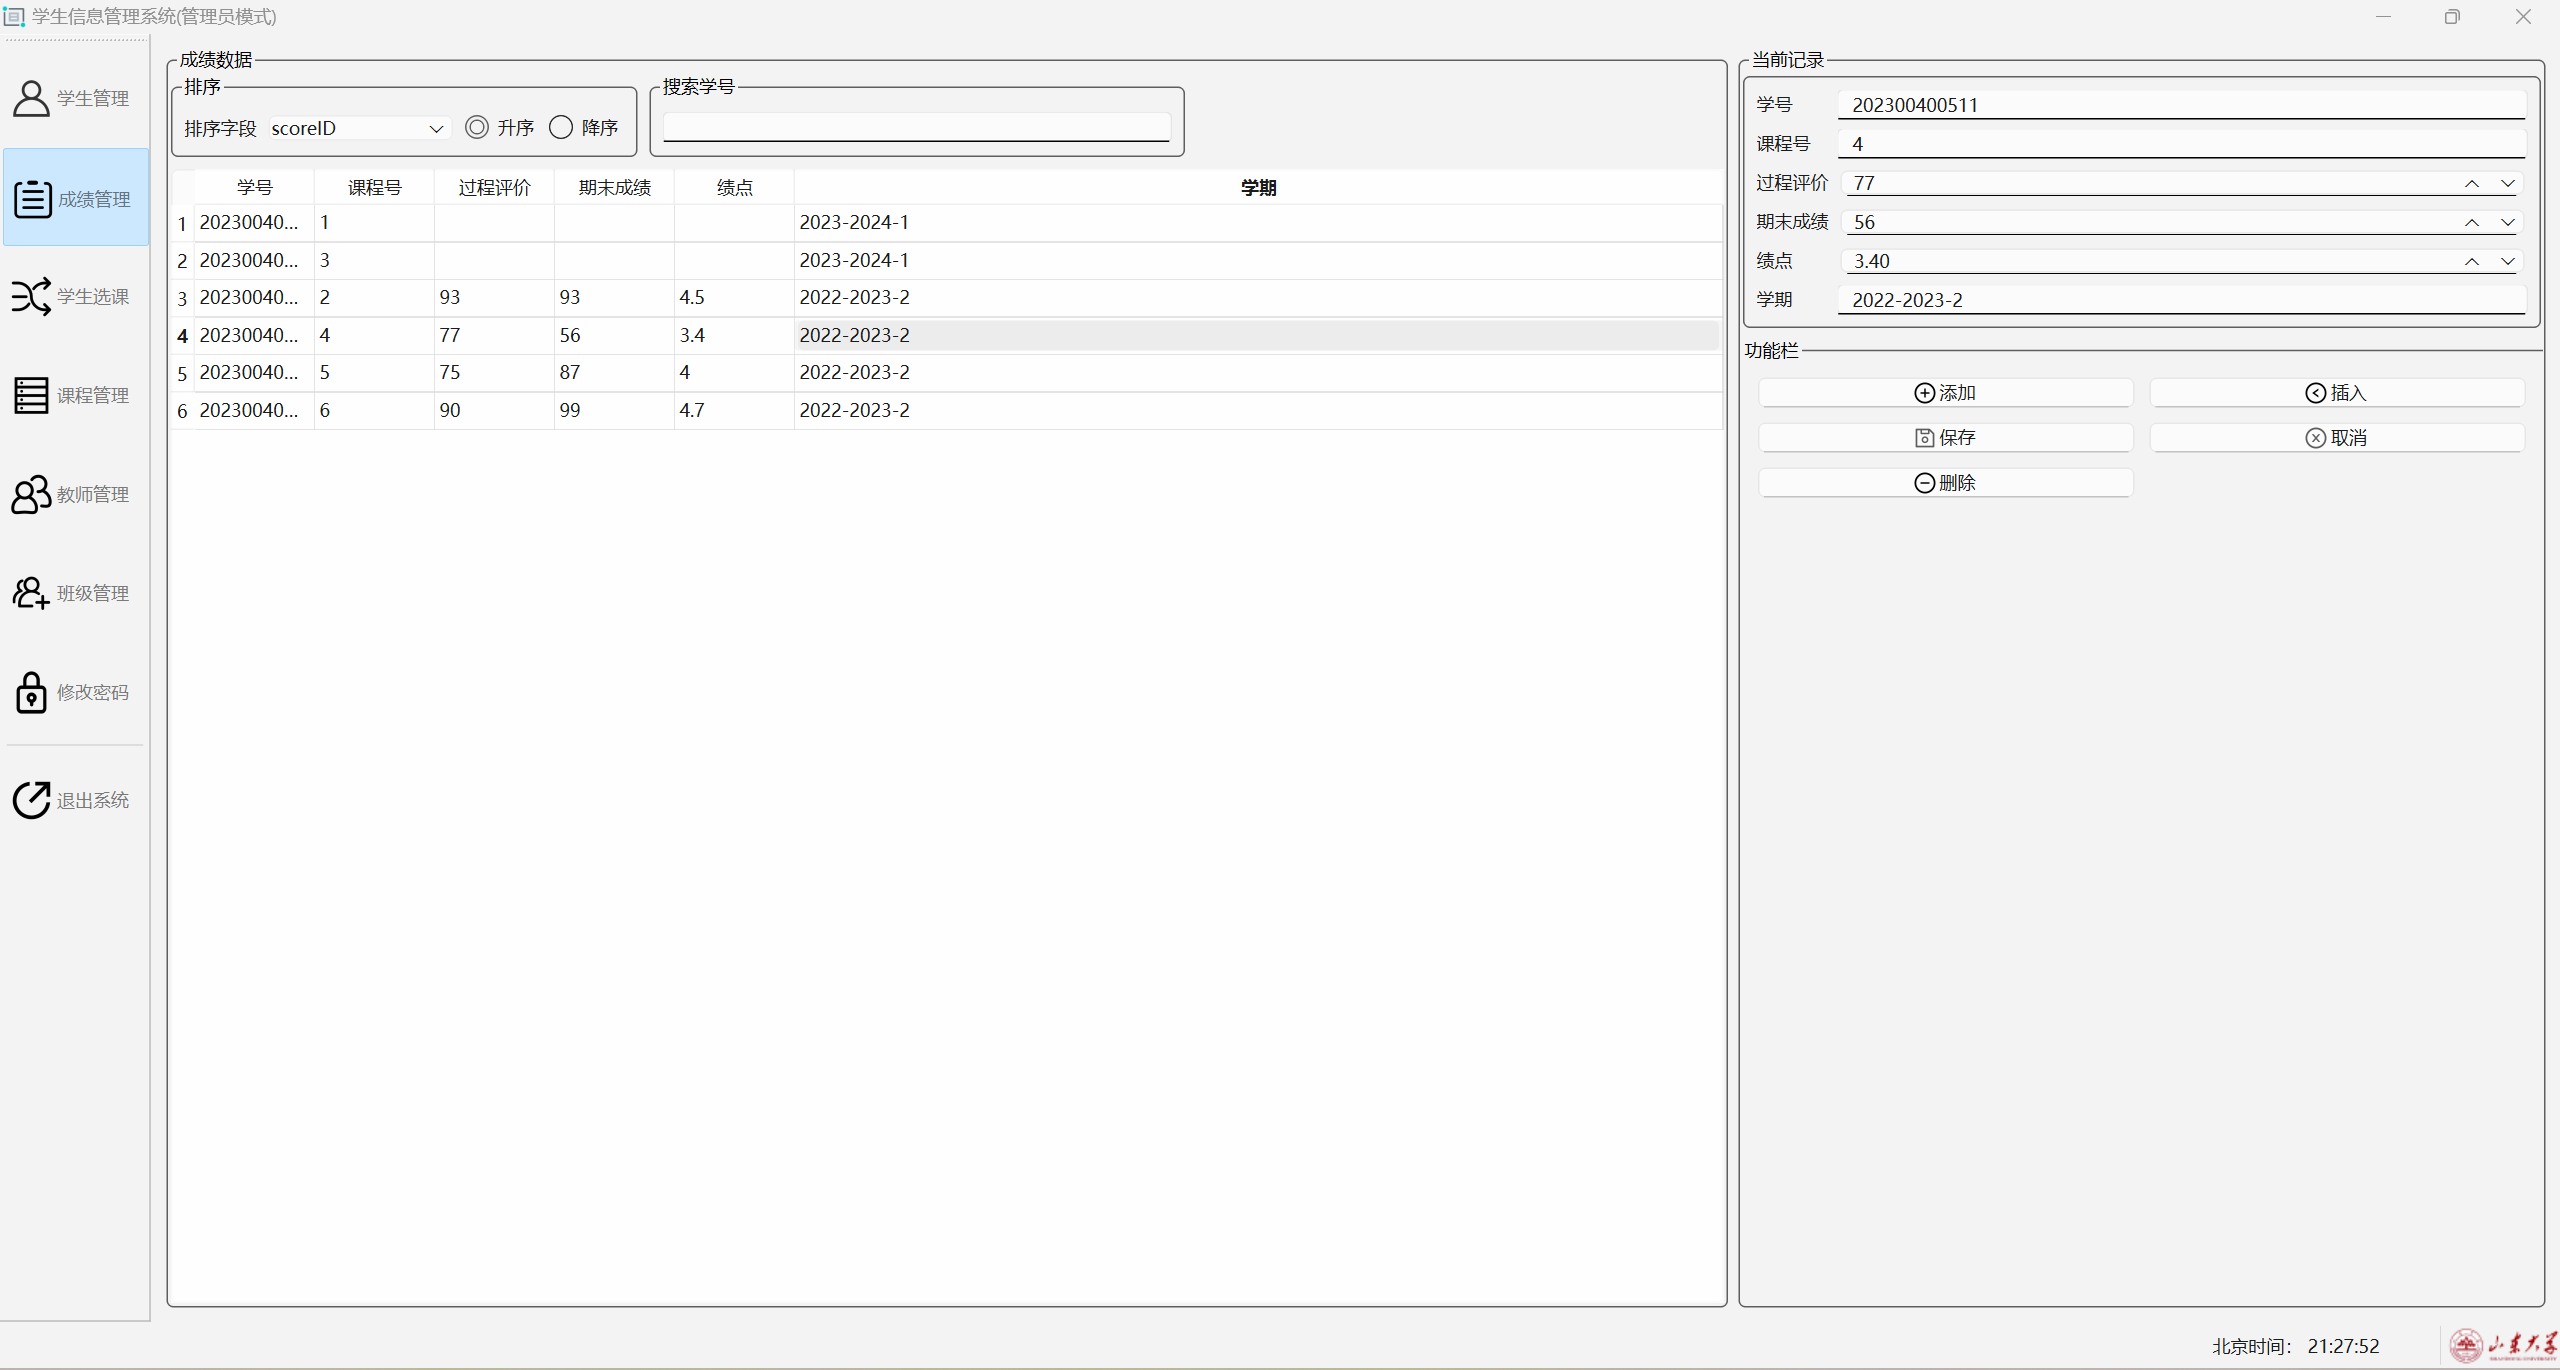 学生信息管理系统(管理员模式)
学生管理
成绩管理
学生选课
课程管理
教师管理
班级管理
修改密码
退出系统
成绩数据
排序
排序字段 scoreID 升序 降序
搜索学号
学号 课程号 过程评价 期末成绩 绩点 学期
1 20230040... 1 2023-2024-1
2 20230040... 3 2023-2024-1
3 20230040... 2 93 93 4.5 2022-2023-2
4 20230040... 4 77 56 3.4 2022-2023-2
5 20230040... 5 75 87 4 2022-2023-2
6 20230040... 6 90 99 4.7 2022-2023-2
当前记录
学号 202300400511
课程号 4
过程评价 77
期末成绩 56
绩点 3.40
学期 2022-2023-2
功能栏
添加 插入
保存 取消
删除
北京时间： 21:27:52
山东大学